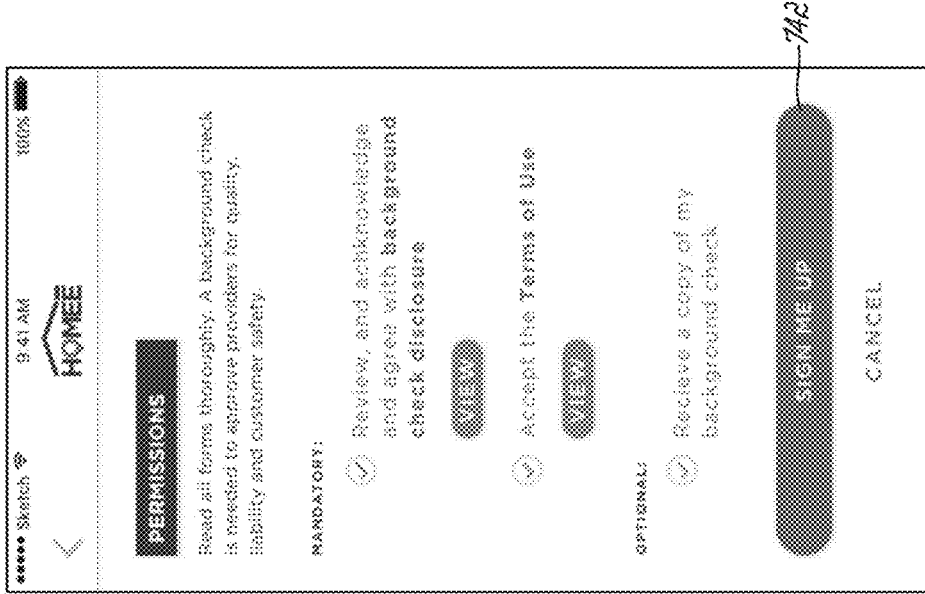 ••••• Sketch 9:41 AM 100%
HOMEE
PERMISSIONS
Read all forms thoroughly. A background check
is needed to approve providers for quality,
liability and customer safety.
MANDATORY:
Review, and achknowledge
and agree with background
check disclosure
VIEW
Accept the Terms of Use
VIEW
OPTIONAL:
Recieve a copy of my
background check
SIGN ME UP
742
CANCEL